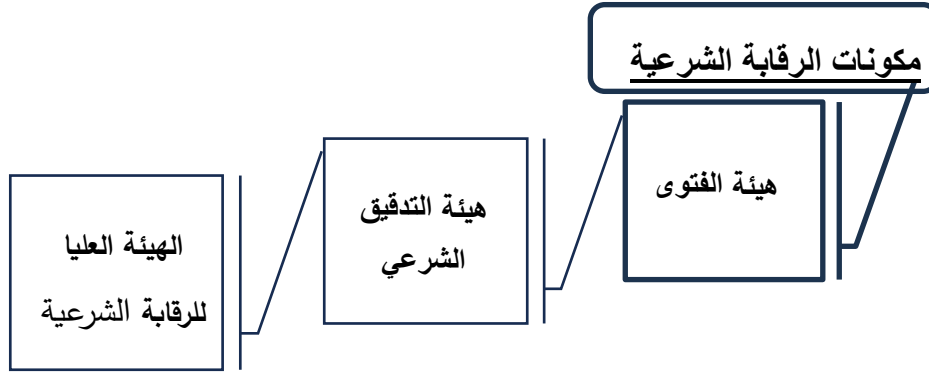 مكونات الرقابة الشرعية
هيئة الفتوى
هيئة التدقيق
الشرعي
الهيئة العليا
للرقابة الشرعية